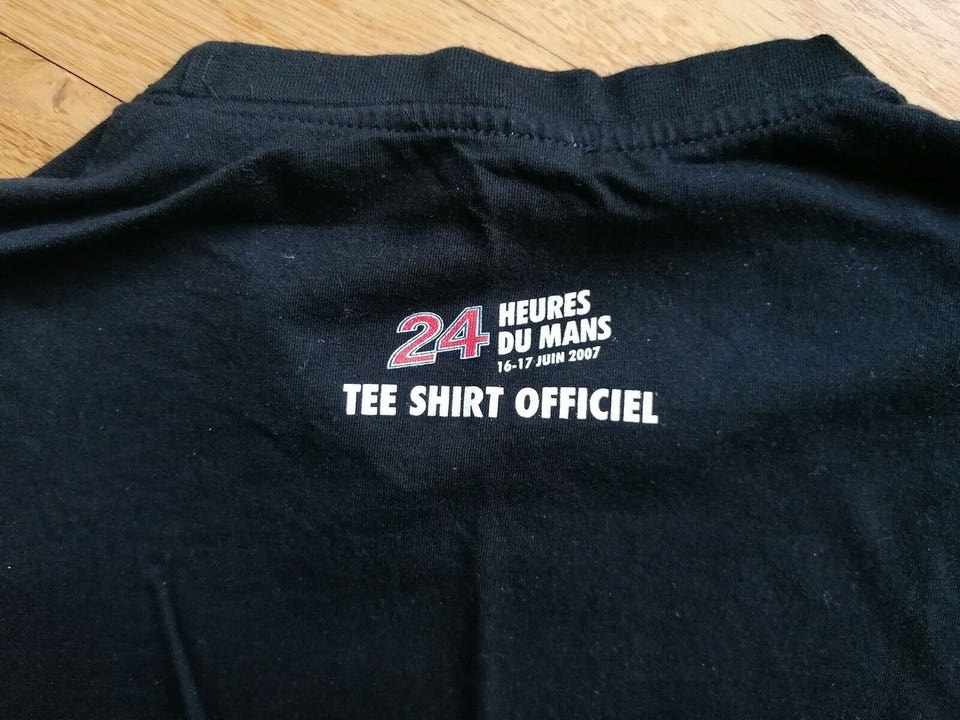 24 HEURES
DU MANS
16-17 JUIN 2007
TEE SHIRT OFFICIEL